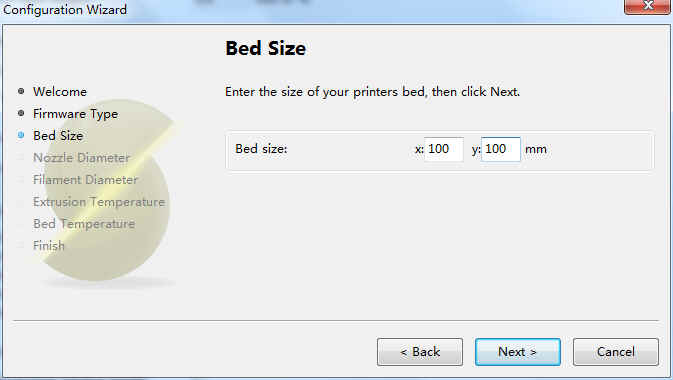 Configuration Wizard
Bed Size
Enter the size of your printers bed, then click Next.
Welcome
Firmware Type
Bed Size
Nozzle Diameter
Filament Diameter
Extrusion Temperature
Bed Temperature
Finish
Bed size: x: 100 y: 100 mm
< Back Next > Cancel